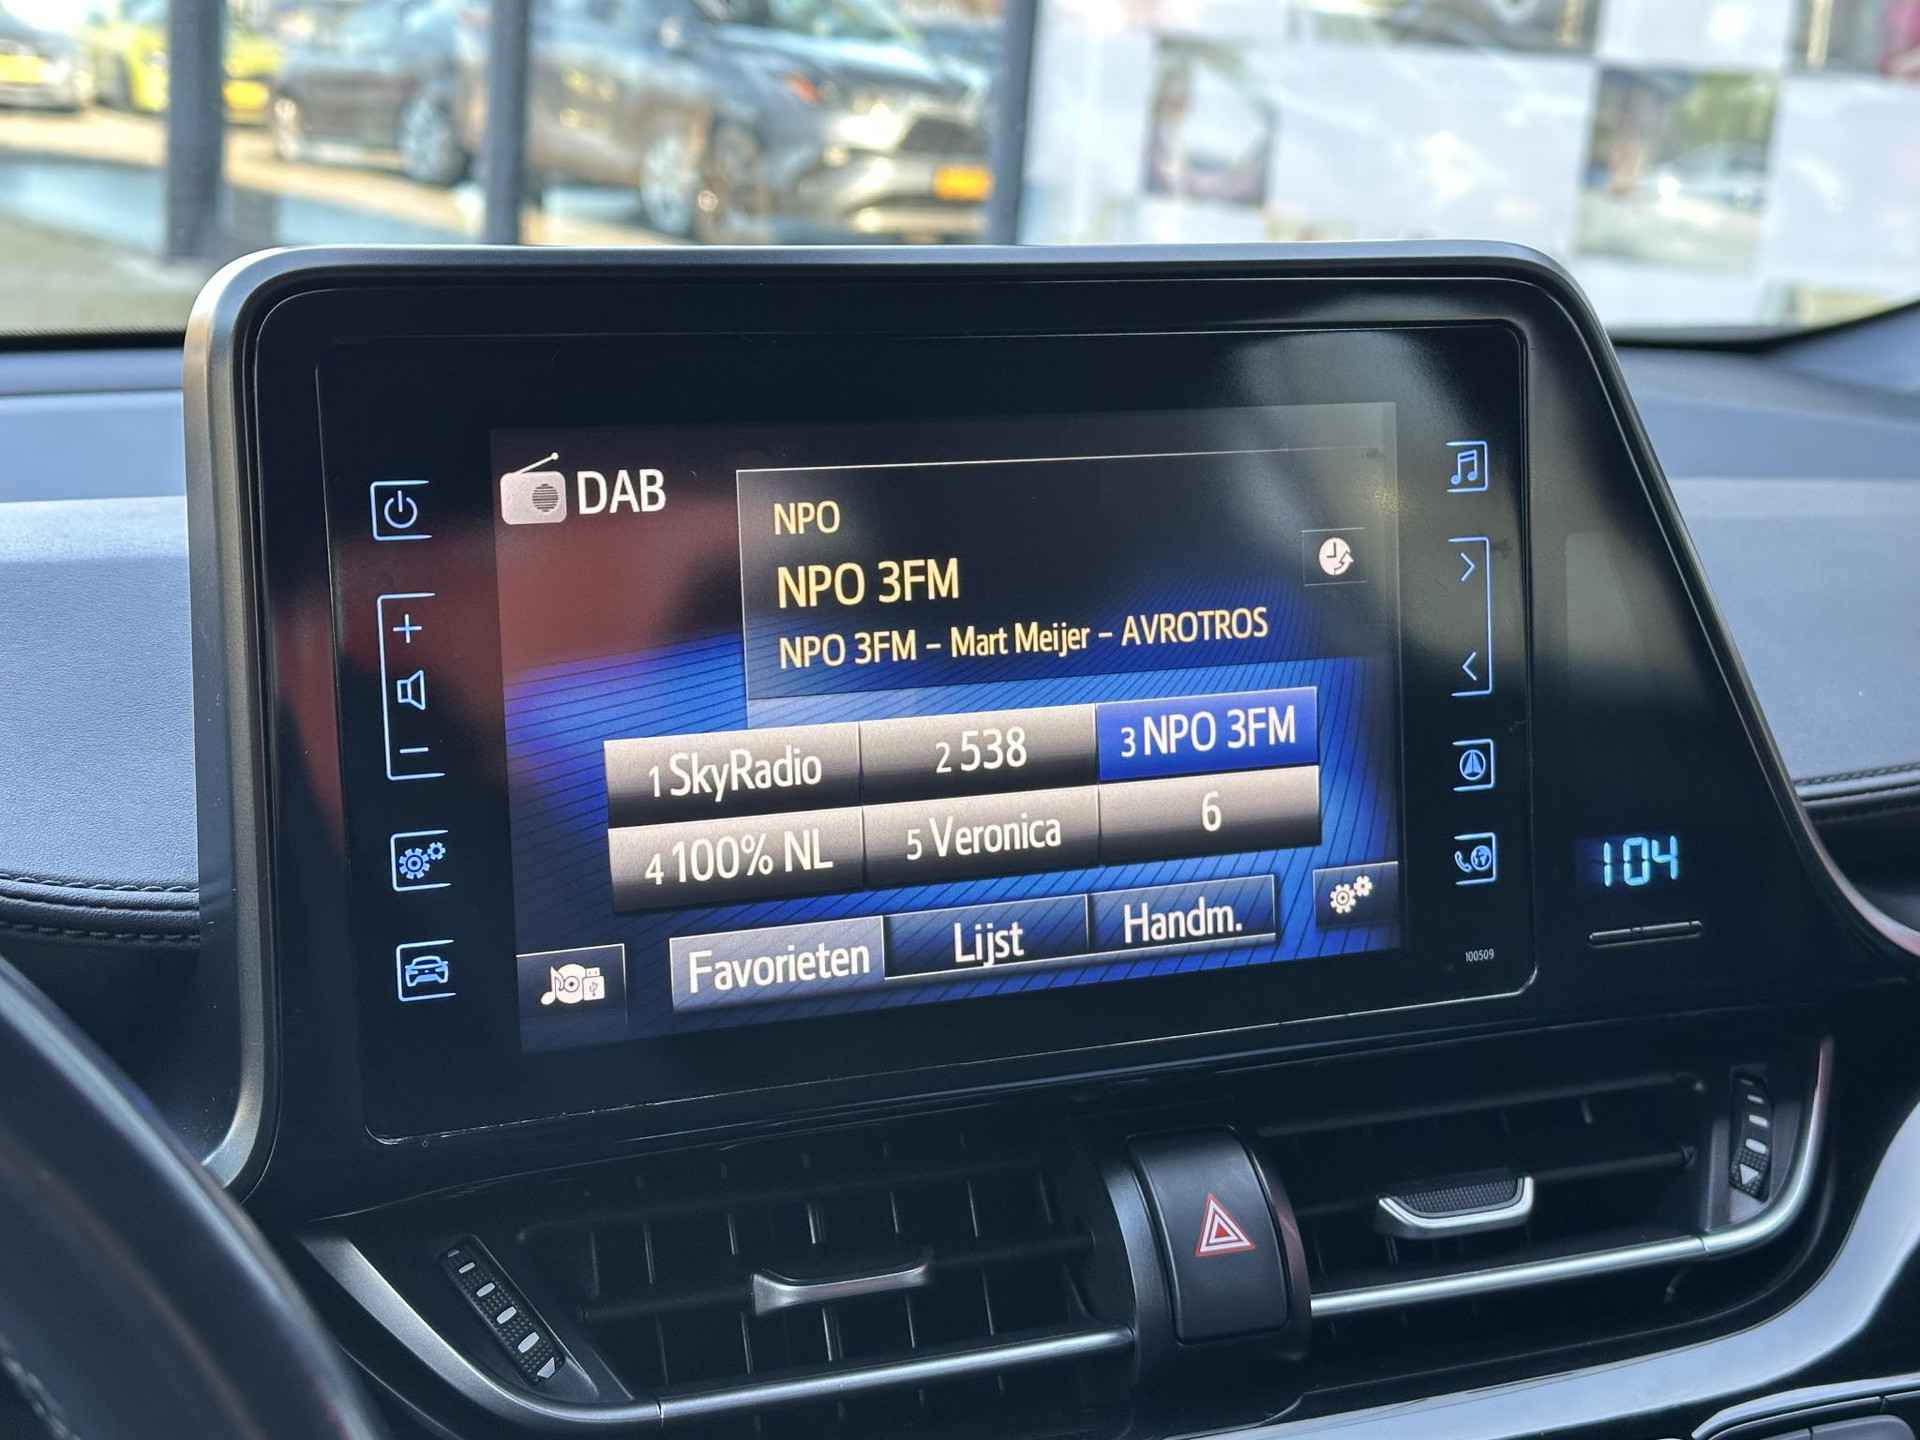 DAB
NPO
NPO 3FM
NPO 3FM – Mart Meijer – AVROTROS
1 SkyRadio
2 538
3 NPO 3FM
4 100% NL
5 Veronica
6
Favorieten
Lijst
Handm.
100509
104